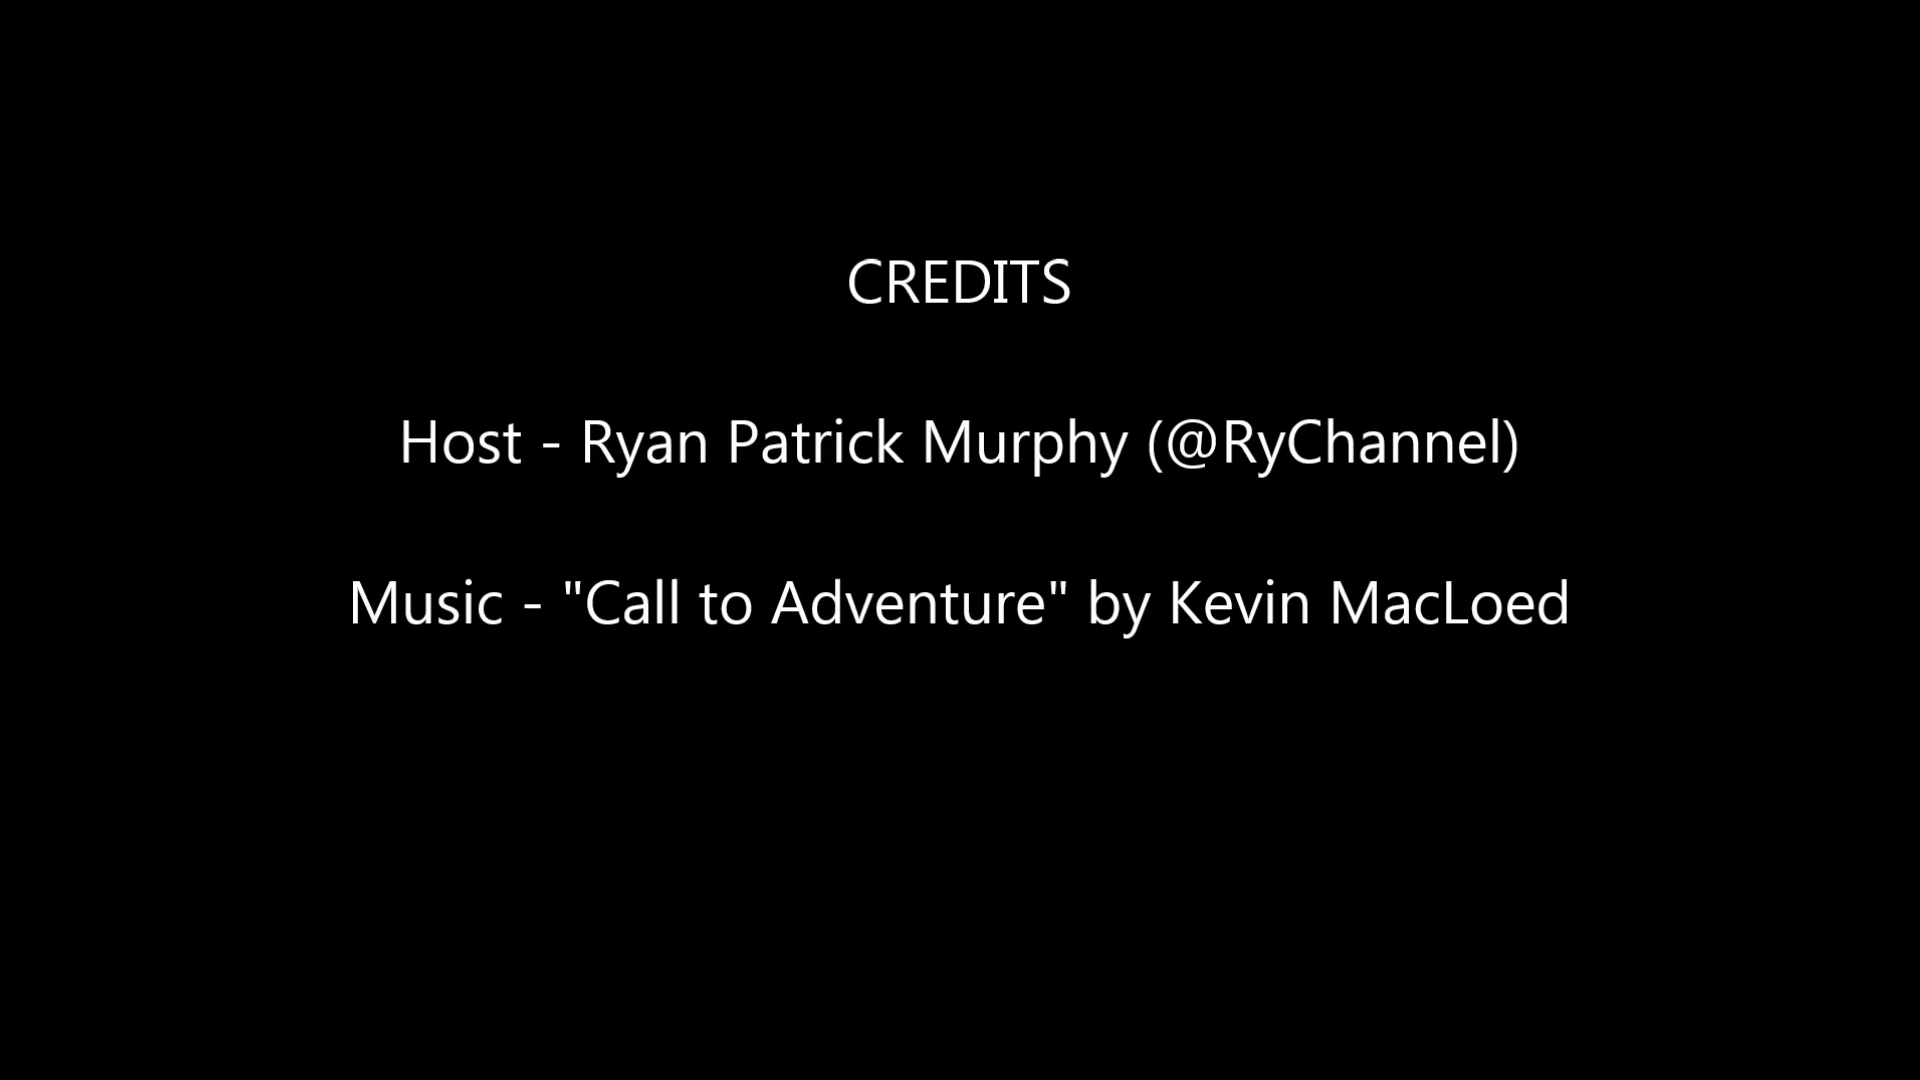 CREDITS
Host - Ryan Patrick Murphy (@RyChannel)
Music - "Call to Adventure" by Kevin MacLoed